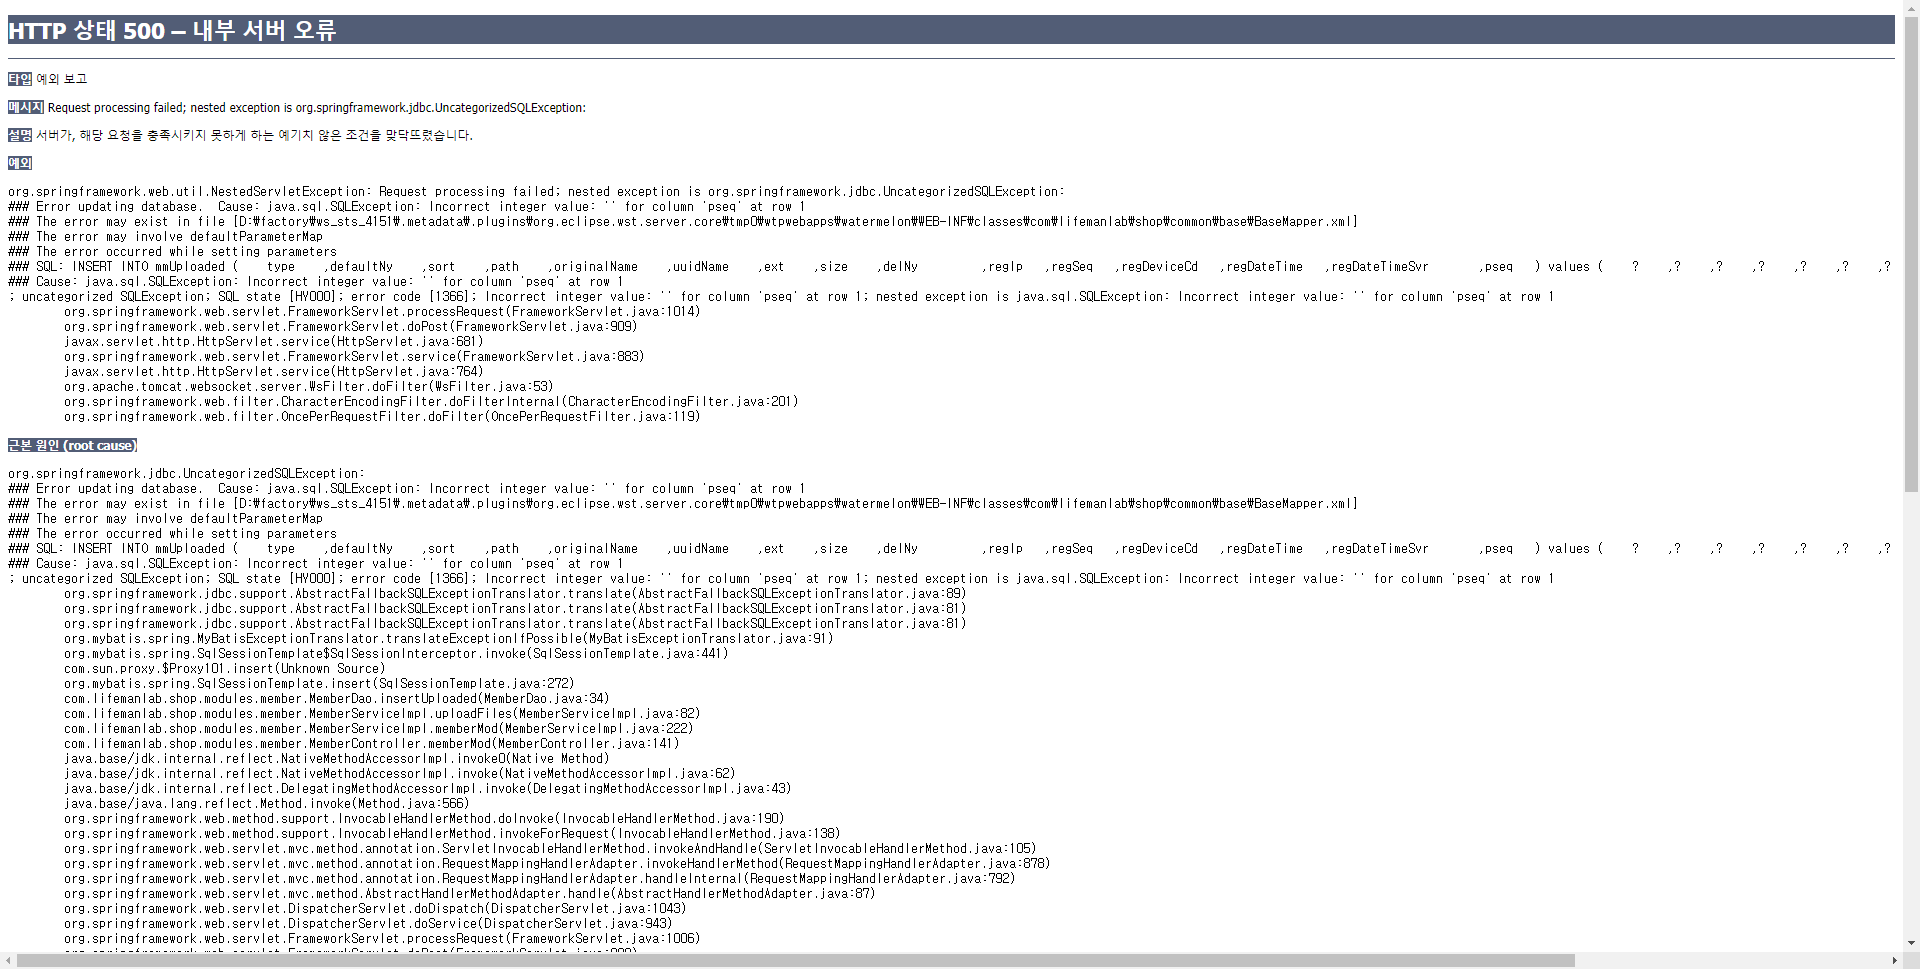 HTTP 상태 500 – 내부 서버 오류
타입 예외 보고
메시지 Request processing failed; nested exception is org.springframework.jdbc.UncategorizedSQLException:
설명 서버가, 해당 요청을 충족시키지 못하게 하는 예기치 않은 조건을 맞닥뜨렸습니다.
예외
org.springframework.web.util.NestedServletException: Request processing failed; nested exception is org.springframework.jdbc.UncategorizedSQLException:
### Error updating database.  Cause: java.sql.SQLException: Incorrect integer value: '' for column 'pseq' at row 1
### The error may exist in file [D:₩factory₩ws_sts_4151₩.metadata₩.plugins₩org.eclipse.wst.server.core₩tmp0₩wtpwebapps₩watermelon₩WEB-INF₩classes₩com₩lifemanlab₩shop₩common₩base₩BaseMapper.xml]
### The error may involve defaultParameterMap
### The error occurred while setting parameters
### SQL: INSERT INTO mmUploaded (    type    ,defaultNy    ,sort    ,path    ,originalName    ,uuidName    ,ext    ,size    ,delNy         ,regIp   ,regSeq   ,regDeviceCd   ,regDateTime   ,regDateTimeSvr       ,pseq   ) values (    ?    ,?    ,?    ,?    ,?    ,?    ,?
### Cause: java.sql.SQLException: Incorrect integer value: '' for column 'pseq' at row 1
; uncategorized SQLException; SQL state [HY000]; error code [1366]; Incorrect integer value: '' for column 'pseq' at row 1; nested exception is java.sql.SQLException: Incorrect integer value: '' for column 'pseq' at row 1
org.springframework.web.servlet.FrameworkServlet.processRequest(FrameworkServlet.java:1014)
org.springframework.web.servlet.FrameworkServlet.doPost(FrameworkServlet.java:909)
javax.servlet.http.HttpServlet.service(HttpServlet.java:681)
org.springframework.web.servlet.FrameworkServlet.service(FrameworkServlet.java:883)
javax.servlet.http.HttpServlet.service(HttpServlet.java:764)
org.apache.tomcat.websocket.server.WsFilter.doFilter(WsFilter.java:53)
org.springframework.web.filter.CharacterEncodingFilter.doFilterInternal(CharacterEncodingFilter.java:201)
org.springframework.web.filter.OncePerRequestFilter.doFilter(OncePerRequestFilter.java:119)
근본 원인 (root cause)
org.springframework.jdbc.UncategorizedSQLException:
### Error updating database.  Cause: java.sql.SQLException: Incorrect integer value: '' for column 'pseq' at row 1
### The error may exist in file [D:₩factory₩ws_sts_4151₩.metadata₩.plugins₩org.eclipse.wst.server.core₩tmp0₩wtpwebapps₩watermelon₩WEB-INF₩classes₩com₩lifemanlab₩shop₩common₩base₩BaseMapper.xml]
### The error may involve defaultParameterMap
### The error occurred while setting parameters
### SQL: INSERT INTO mmUploaded (    type    ,defaultNy    ,sort    ,path    ,originalName    ,uuidName    ,ext    ,size    ,delNy         ,regIp   ,regSeq   ,regDeviceCd   ,regDateTime   ,regDateTimeSvr       ,pseq   ) values (    ?    ,?    ,?    ,?    ,?    ,?    ,?
### Cause: java.sql.SQLException: Incorrect integer value: '' for column 'pseq' at row 1
; uncategorized SQLException; SQL state [HY000]; error code [1366]; Incorrect integer value: '' for column 'pseq' at row 1; nested exception is java.sql.SQLException: Incorrect integer value: '' for column 'pseq' at row 1
org.springframework.jdbc.support.AbstractFallbackSQLExceptionTranslator.translate(AbstractFallbackSQLExceptionTranslator.java:89)
org.springframework.jdbc.support.AbstractFallbackSQLExceptionTranslator.translate(AbstractFallbackSQLExceptionTranslator.java:81)
org.springframework.jdbc.support.AbstractFallbackSQLExceptionTranslator.translate(AbstractFallbackSQLExceptionTranslator.java:81)
org.mybatis.spring.MyBatisExceptionTranslator.translateExceptionIfPossible(MyBatisExceptionTranslator.java:91)
org.mybatis.spring.SqlSessionTemplate$SqlSessionInterceptor.invoke(SqlSessionTemplate.java:441)
com.sun.proxy.$Proxy101.insert(Unknown Source)
org.mybatis.spring.SqlSessionTemplate.insert(SqlSessionTemplate.java:272)
com.lifemanlab.shop.modules.member.MemberDao.insertUploaded(MemberDao.java:34)
com.lifemanlab.shop.modules.member.MemberServiceImpl.uploadFiles(MemberServiceImpl.java:82)
com.lifemanlab.shop.modules.member.MemberServiceImpl.memberMod(MemberServiceImpl.java:222)
com.lifemanlab.shop.modules.member.MemberController.memberMod(MemberController.java:141)
java.base/jdk.internal.reflect.NativeMethodAccessorImpl.invoke0(Native Method)
java.base/jdk.internal.reflect.NativeMethodAccessorImpl.invoke(NativeMethodAccessorImpl.java:62)
java.base/jdk.internal.reflect.DelegatingMethodAccessorImpl.invoke(DelegatingMethodAccessorImpl.java:43)
java.base/java.lang.reflect.Method.invoke(Method.java:566)
org.springframework.web.method.support.InvocableHandlerMethod.doInvoke(InvocableHandlerMethod.java:190)
org.springframework.web.method.support.InvocableHandlerMethod.invokeForRequest(InvocableHandlerMethod.java:138)
org.springframework.web.servlet.mvc.method.annotation.ServletInvocableHandlerMethod.invokeAndHandle(ServletInvocableHandlerMethod.java:105)
org.springframework.web.servlet.mvc.method.annotation.RequestMappingHandlerAdapter.invokeHandlerMethod(RequestMappingHandlerAdapter.java:878)
org.springframework.web.servlet.mvc.method.annotation.RequestMappingHandlerAdapter.handleInternal(RequestMappingHandlerAdapter.java:792)
org.springframework.web.servlet.mvc.method.AbstractHandlerMethodAdapter.handle(AbstractHandlerMethodAdapter.java:87)
org.springframework.web.servlet.DispatcherServlet.doDispatch(DispatcherServlet.java:1043)
org.springframework.web.servlet.DispatcherServlet.doService(DispatcherServlet.java:943)
org.springframework.web.servlet.FrameworkServlet.processRequest(FrameworkServlet.java:1006)